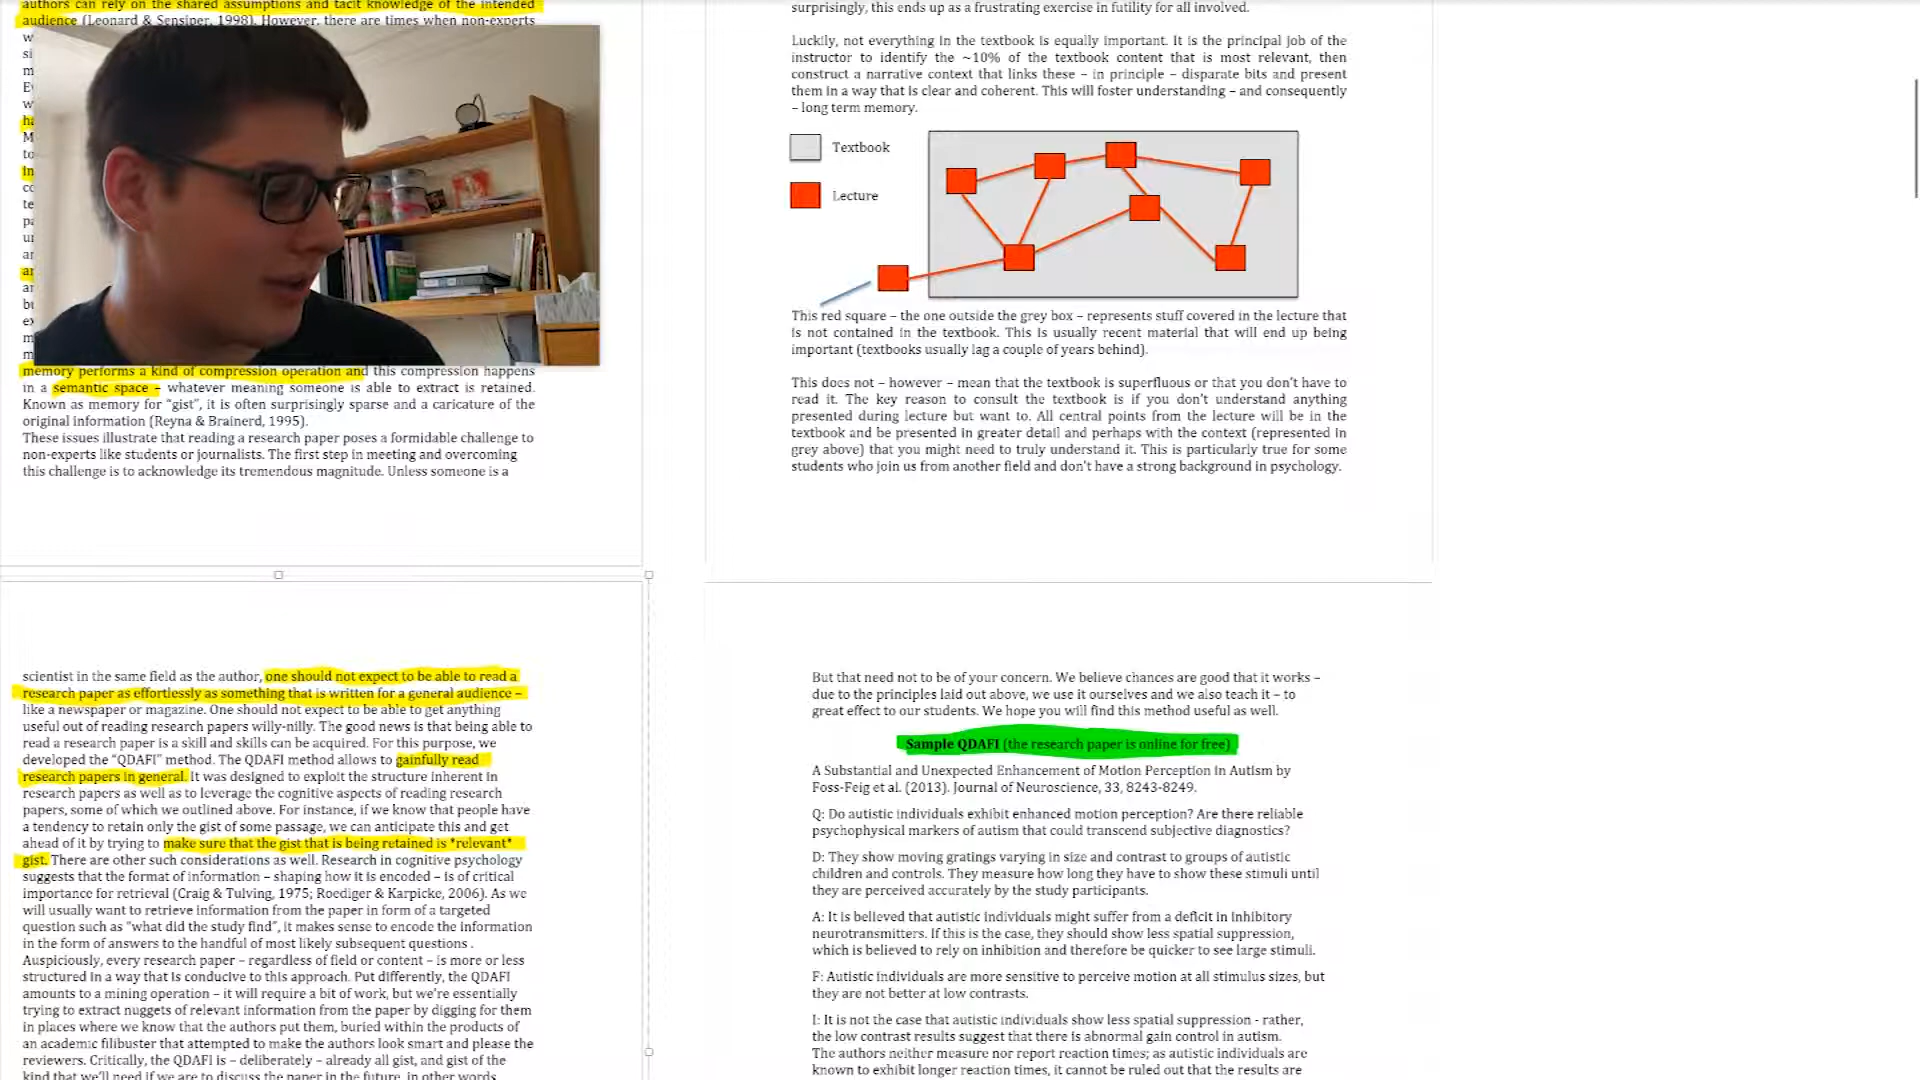 authors can rely on the shared assumptions and tacit knowledge of the intended
audience (Leonard & Sensiper, 1998). However, there are times when non-experts
memory performs a kind of compression operation and this compression happens
in a semantic space – whatever meaning someone is able to extract is retained.
Known as memory for “gist”, it is often surprisingly sparse and a caricature of the
original information (Reyna & Brainerd, 1995).
These issues illustrate that reading a research paper poses a formidable challenge to
non-experts like students or journalists. The first step in meeting and overcoming
this challenge is to acknowledge its tremendous magnitude. Unless someone is a
surprisingly, this ends up as a frustrating exercise in futility for all involved.
Luckily, not everything in the textbook is equally important. It is the principal job of the
instructor to identify the ~10% of the textbook content that is most relevant, then
construct a narrative context that links these – in principle – disparate bits and present
them in a way that is clear and coherent. This will foster understanding – and consequently
– long term memory.
Textbook
Lecture
This red square – the one outside the grey box – represents stuff covered in the lecture that
is not contained in the textbook. This is usually recent material that will end up being
important (textbooks usually lag a couple of years behind).
This does not – however – mean that the textbook is superfluous or that you don't have to
read it. The key reason to consult the textbook is if you don't understand anything
presented during lecture but want to. All central points from the lecture will be in the
textbook and be presented in greater detail and perhaps with the context (represented in
grey above) that you might need to truly understand it. This is particularly true for some
students who join us from another field and don't have a strong background in psychology.
scientist in the same field as the author, one should not expect to be able to read a
research paper as effortlessly as something that is written for a general audience –
like a newspaper or magazine. One should not expect to be able to get anything
useful out of reading research papers willy-nilly. The good news is that being able to
read a research paper is a skill and skills can be acquired. For this purpose, we
developed the “QDAFI” method. The QDAFI method allows to gainfully read
research papers in general. It was designed to exploit the structure inherent in
research papers as well as to leverage the cognitive aspects of reading research
papers, some of which we outlined above. For instance, if we know that people have
a tendency to retain only the gist of some passage, we can anticipate this and get
ahead of it by trying to make sure that the gist that is being retained is *relevant*
gist. There are other such considerations as well. Research in cognitive psychology
suggests that the format of information – shaping how it is encoded – is of critical
importance for retrieval (Craig & Tulving, 1975; Roediger & Karpicke, 2006). As we
will usually want to retrieve information from the paper in form of a targeted
question such as “what did the study find”, it makes sense to encode the information
in the form of answers to the handful of most likely subsequent questions .
Auspiciously, every research paper – regardless of field or content – is more or less
structured in a way that is conducive to this approach. Put differently, the QDAFI
amounts to a mining operation – it will require a bit of work, but we're essentially
trying to extract nuggets of relevant information from the paper by digging for them
in places where we know that the authors put them, buried within the products of
an academic filibuster that attempted to make the authors look smart and please the
reviewers. Critically, the QDAFI is – deliberately – already all gist, and gist of the
kind that we'll need if we are to discuss the paper in the future, in other words
But that need not to be of your concern. We believe chances are good that it works –
due to the principles laid out above, we use it ourselves and we also teach it – to
great effect to our students. We hope you will find this method useful as well.
Sample QDAFI (the research paper is online for free)
A Substantial and Unexpected Enhancement of Motion Perception in Autism by
Foss-Feig et al. (2013). Journal of Neuroscience, 33, 8243-8249.
Q: Do autistic individuals exhibit enhanced motion perception? Are there reliable
psychophysical markers of autism that could transcend subjective diagnostics?
D: They show moving gratings varying in size and contrast to groups of autistic
children and controls. They measure how long they have to show these stimuli until
they are perceived accurately by the study participants.
A: It is believed that autistic individuals might suffer from a deficit in inhibitory
neurotransmitters. If this is the case, they should show less spatial suppression,
which is believed to rely on inhibition and therefore be quicker to see large stimuli.
F: Autistic individuals are more sensitive to perceive motion at all stimulus sizes, but
they are not better at low contrasts.
I: It is not the case that autistic individuals show less spatial suppression - rather,
the low contrast results suggest that there is abnormal gain control in autism.
The authors neither measure nor report reaction times; as autistic individuals are
known to exhibit longer reaction times, it cannot be ruled out that the results are